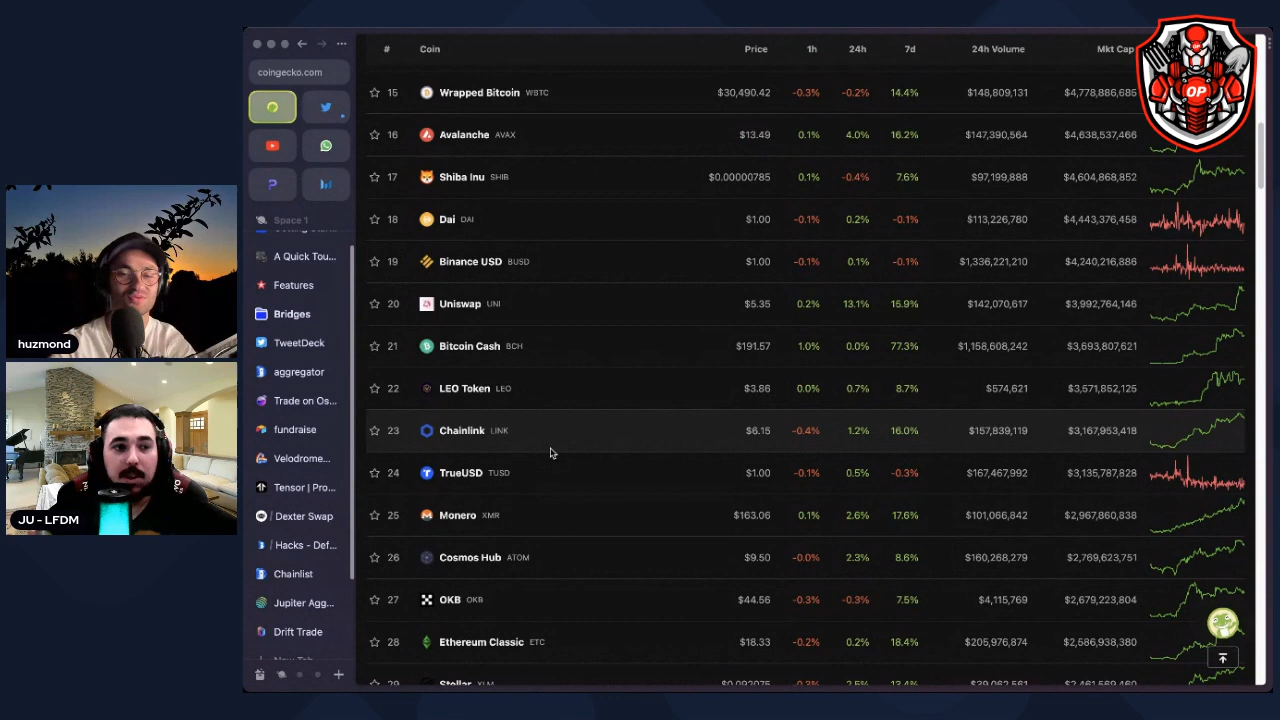 # Coin Price 1h 24h 7d 24h Volume Mkt Cap
coingecko.com
15 Wrapped Bitcoin WBTC $30,490.42 -0.3% -0.2% 14.4% $148,809,131 $4,778,886,686
16 Avalanche AVAX $13.49 0.1% 4.0% 16.2% $147,390,564 $4,638,537,466
17 Shiba Inu SHIB $0.00000785 0.1% -0.4% 7.6% $97,199,888 $4,604,868,852
18 Dai DAI $1.00 -0.1% 0.2% -0.1% $113,226,780 $4,443,376,458
19 Binance USD BUSD $1.00 -0.1% 0.1% -0.1% $1,336,221,210 $4,240,216,886
20 Uniswap UNI $5.35 0.2% 13.1% 15.9% $142,070,617 $3,992,764,146
21 Bitcoin Cash BCH $191.57 1.0% 0.0% 77.3% $1,158,608,242 $3,693,807,621
22 LEO Token LEO $3.86 0.0% 0.7% 8.7% $574,621 $3,571,852,125
23 Chainlink LINK $6.15 -0.4% 1.2% 16.0% $157,839,119 $3,167,953,418
24 TrueUSD TUSD $1.00 -0.1% 0.5% -0.3% $167,467,992 $3,135,787,828
25 Monero XMR $163.06 0.1% 2.6% 17.6% $101,066,842 $2,967,860,838
26 Cosmos Hub ATOM $9.50 -0.0% 2.3% 8.6% $160,268,279 $2,769,623,751
27 OKB OKB $44.56 -0.3% -0.3% 7.5% $4,115,769 $2,679,223,804
28 Ethereum Classic ETC $18.33 -0.2% 0.2% 18.4% $205,976,874 $2,586,938,380
Space 1
A Quick Tou...
Features
Bridges
TweetDeck
aggregator
Trade on Os...
fundraise
Velodrome...
Tensor | Pro...
/ Dexter Swap
/ Hacks - Def...
Chainlist
Jupiter Agg...
Drift Trade
huzmond
JU - LFDM
OP
OP